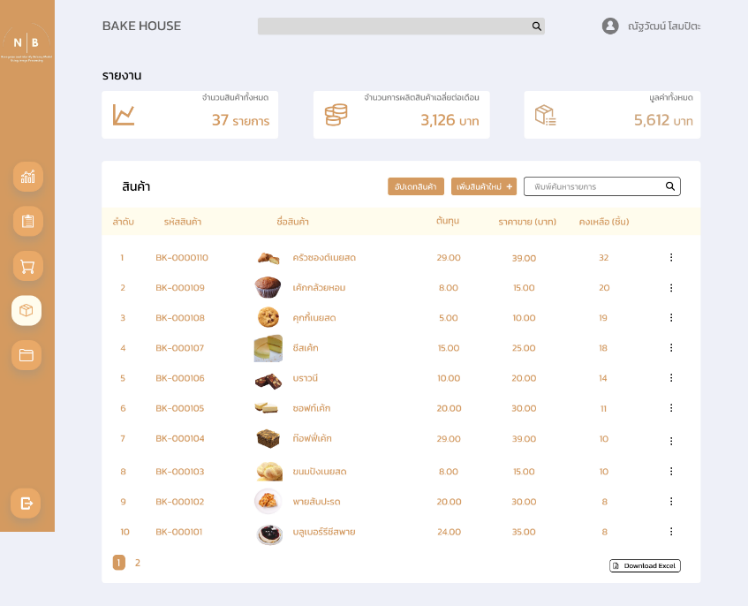 BAKE HOUSE
ณัฐวัฒน์ โสมปิตะ
N | B
รายงาน
จำนวนสินค้าทั้งหมด
37 รายการ
จำนวนการผลิตสินค้าเฉลี่ยต่อเดือน
3,126 บาท
มูลค่าทั้งหมด
5,612 บาท
สินค้า
อัปเดตสินค้า
เพิ่มสินค้าใหม่ +
พิมพ์ค้นหารายการ
ลำดับ รหัสสินค้า ชื่อสินค้า ต้นทุน ราคาขาย (บาท) คงเหลือ (ชิ้น)
1 BK-0000110 ครัวซองต์เนยสด 29.00 39.00 32
2 BK-000109 เค้กกล้วยหอม 8.00 15.00 20
3 BK-000108 คุกกี้เนยสด 5.00 10.00 19
4 BK-000107 ชีสเค้ก 15.00 25.00 18
5 BK-000106 บราวนี่ 10.00 20.00 14
6 BK-000105 ซอฟท์เค้ก 20.00 30.00 11
7 BK-000104 ท๊อฟฟี่เค้ก 29.00 39.00 10
8 BK-000103 ขนมปังเนยสด 8.00 15.00 10
9 BK-000102 พายสับปะรด 20.00 30.00 8
10 BK-000101 บลูเบอร์รี่ชีสพาย 24.00 35.00 8
1 2
Download Excel